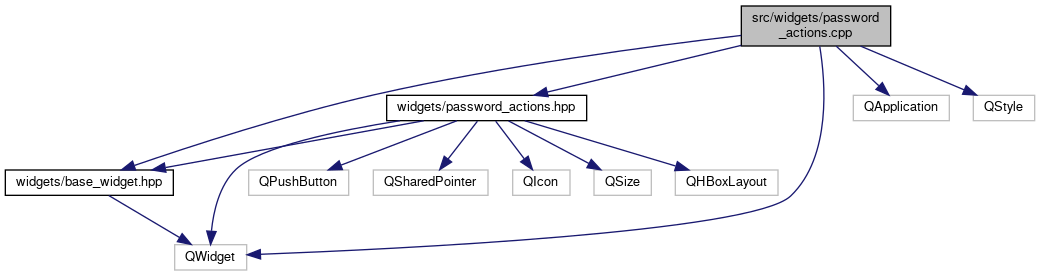 src/widgets/password
_actions.cpp
widgets/password_actions.hpp
QApplication
QStyle
widgets/base_widget.hpp
QPushButton
QSharedPointer
QIcon
QSize
QHBoxLayout
QWidget